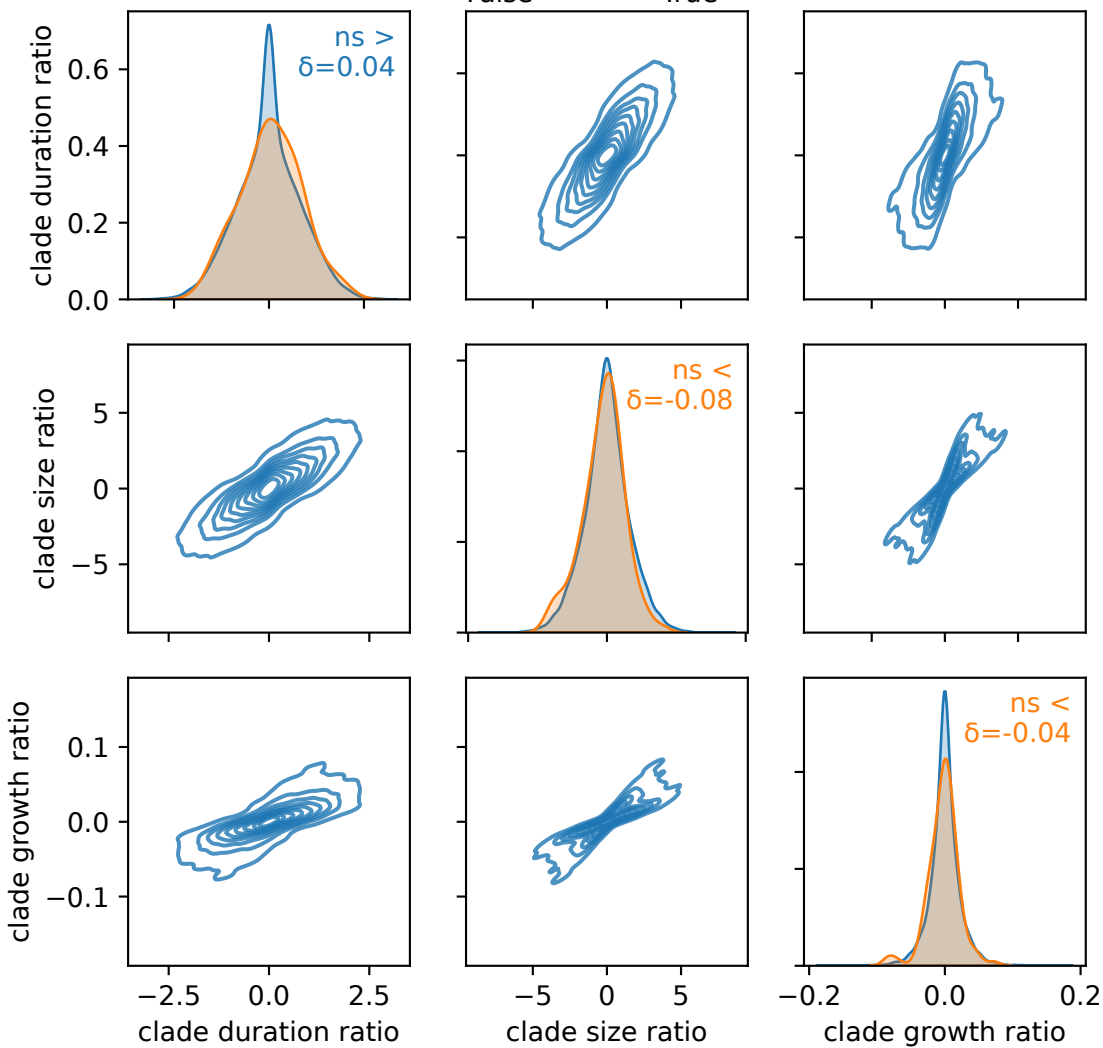 clade duration ratio
0.6
0.4
0.2
0.0
ns >
δ=0.04
clade size ratio
5
0
−5
ns <
δ=-0.08
−5
0
5
clade growth ratio
0.1
0.0
−0.1
ns <
δ=-0.04
−2.5
0.0
2.5
−5
0
5
−0.2
0.0
0.2
clade duration ratio
clade size ratio
clade growth ratio